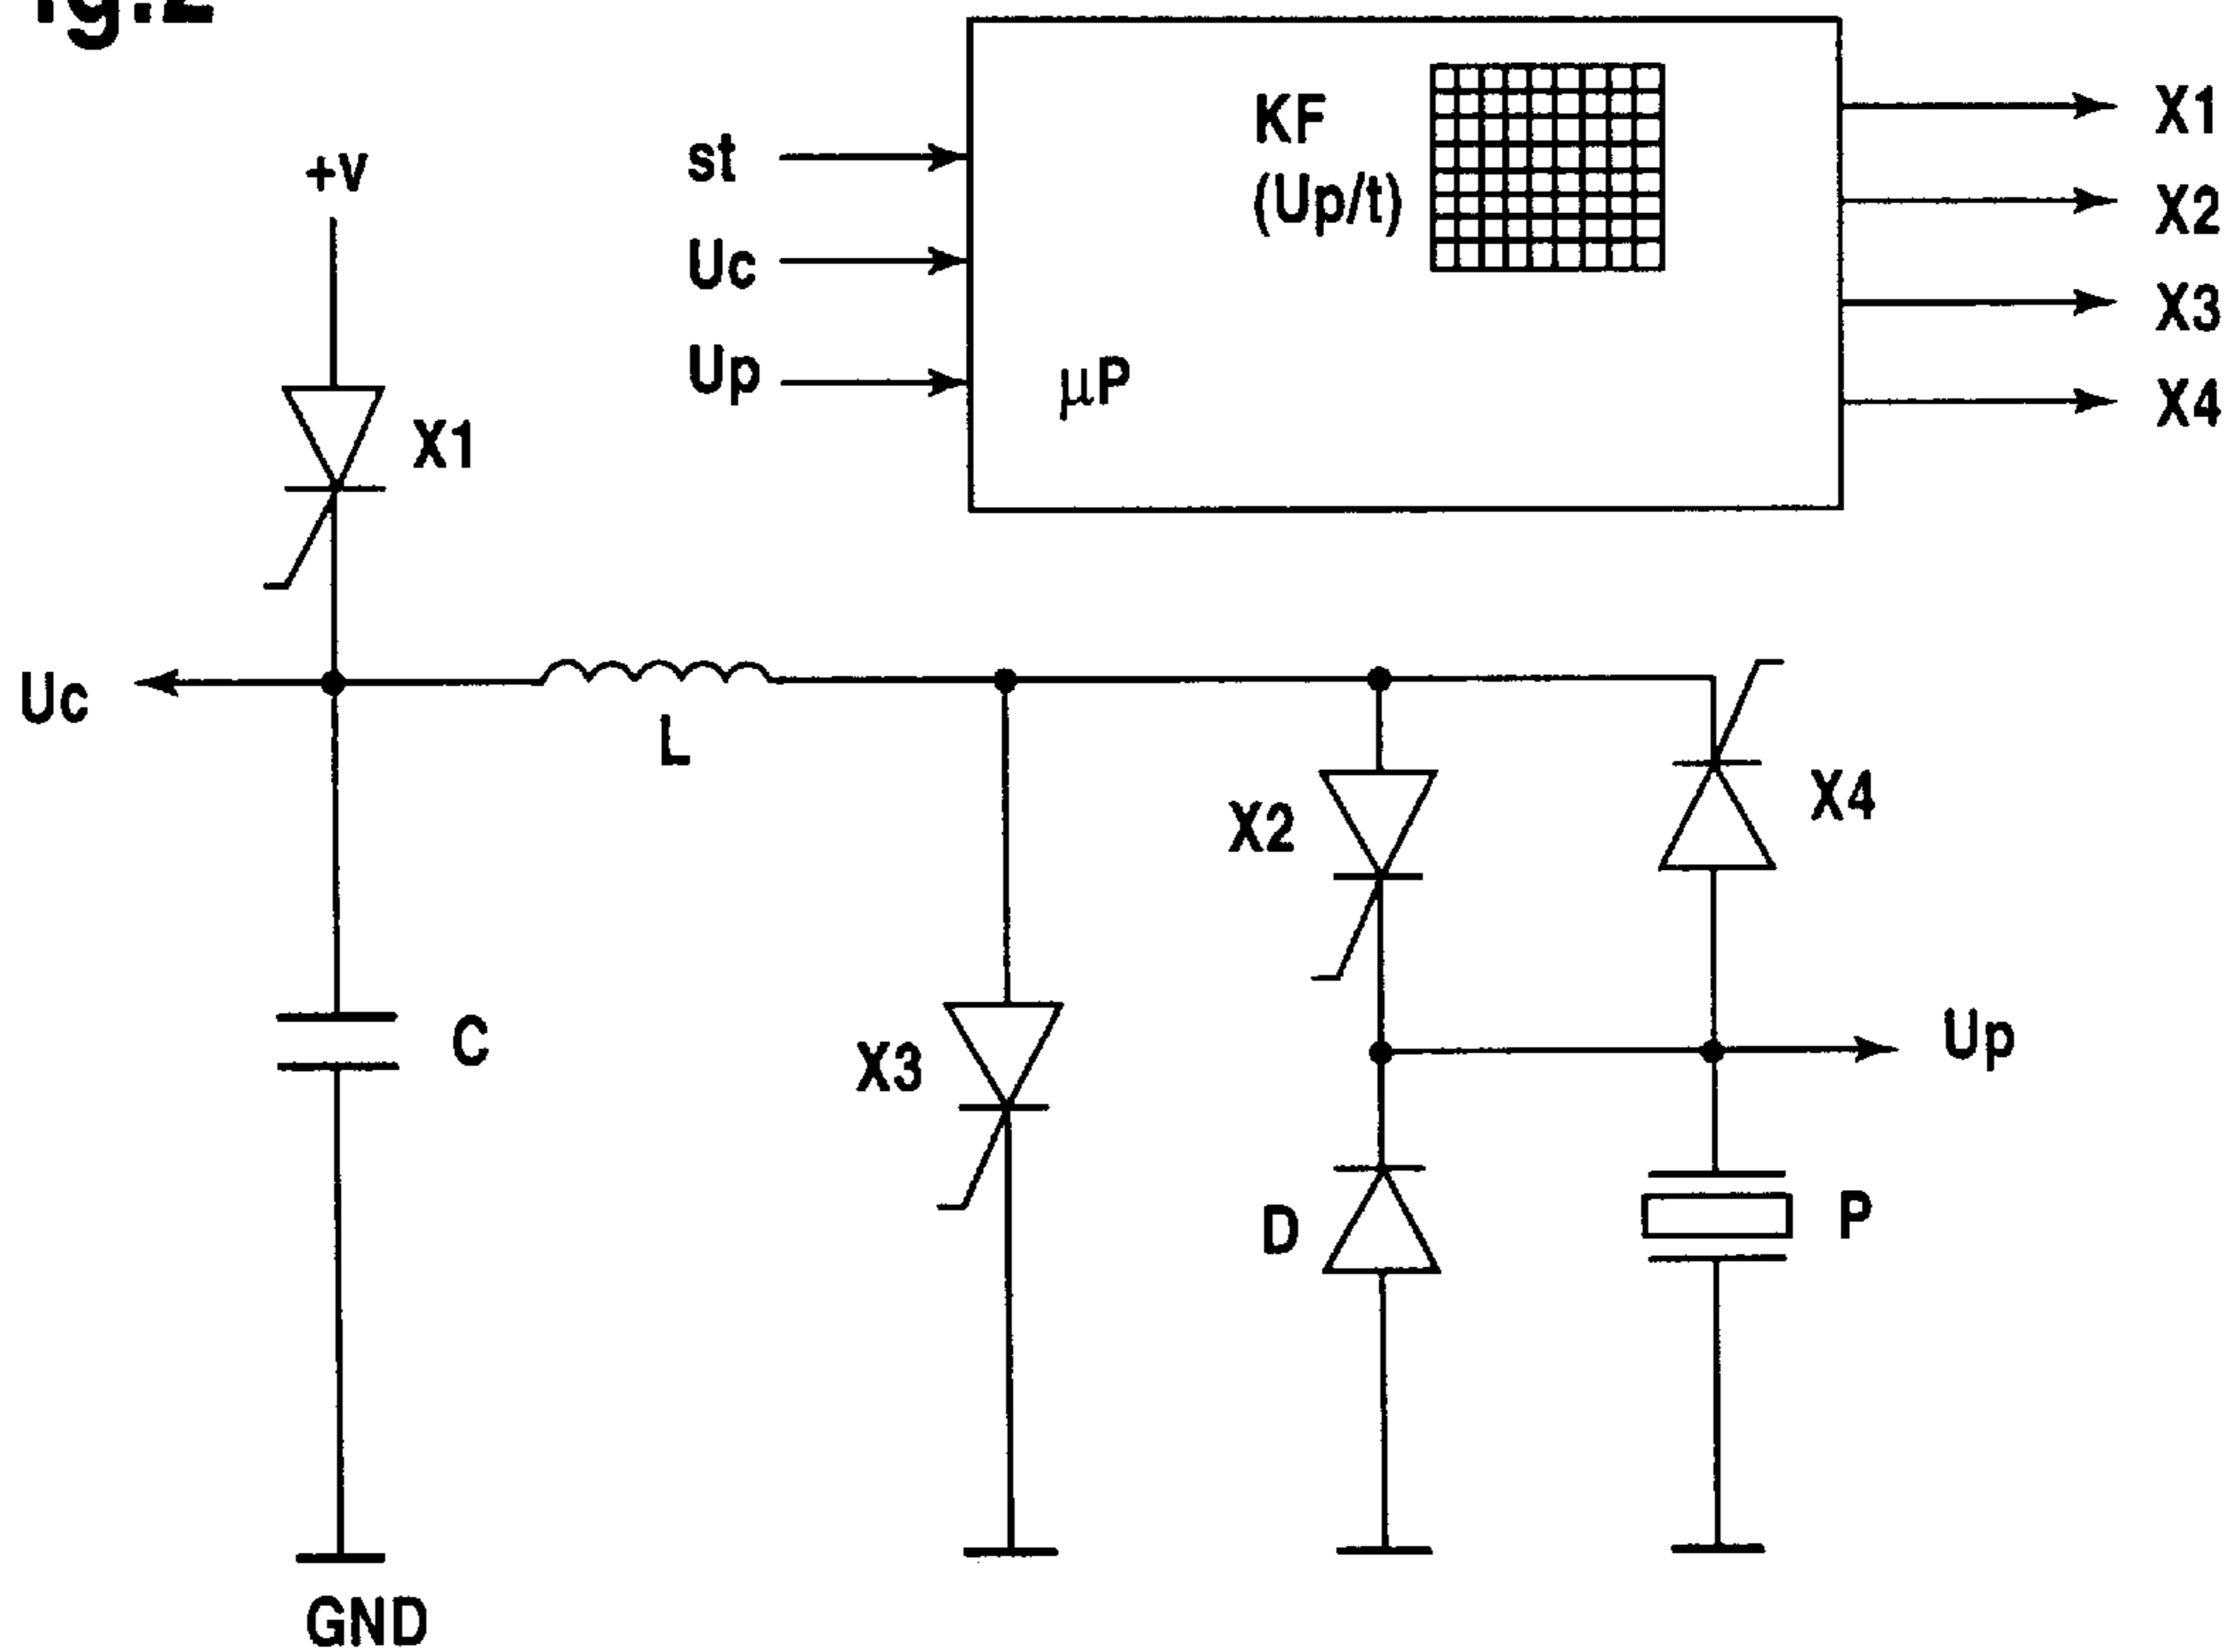 ig.2
+v
st
Uc
Up
KF
(Up/t)
µP
X1
X2
X3
X4
X1
Uc
L
X2
X4
C
X3
Up
D
P
GND